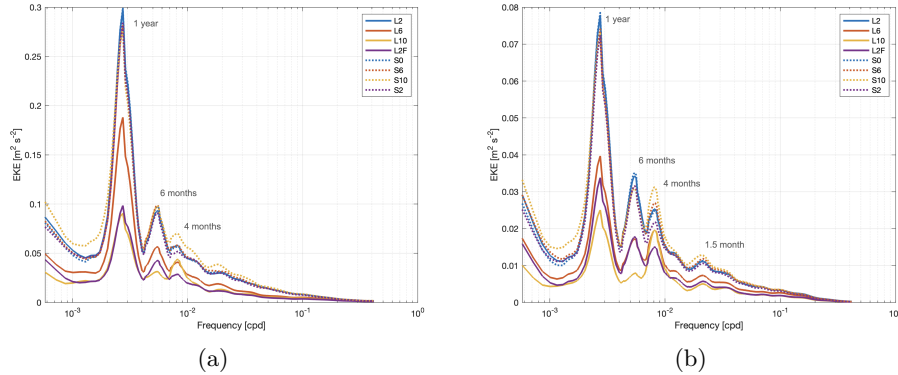 0.3
0.25
0.2
0.15
0.1
0.05
0
EKE [m² s⁻²]
10⁻³
10⁻²
10⁻¹
10⁰
Frequency [cpd]
1 year
6 months
4 months
L2
L6
L10
L2F
S0
S6
S10
S2
(a)
0.08
0.07
0.06
0.05
0.04
0.03
0.02
0.01
0
EKE [m² s⁻²]
10⁻³
10⁻²
10⁻¹
10
Frequency [cpd]
1 year
6 months
4 months
1.5 month
L2
L6
L10
L2F
S0
S6
S10
S2
(b)